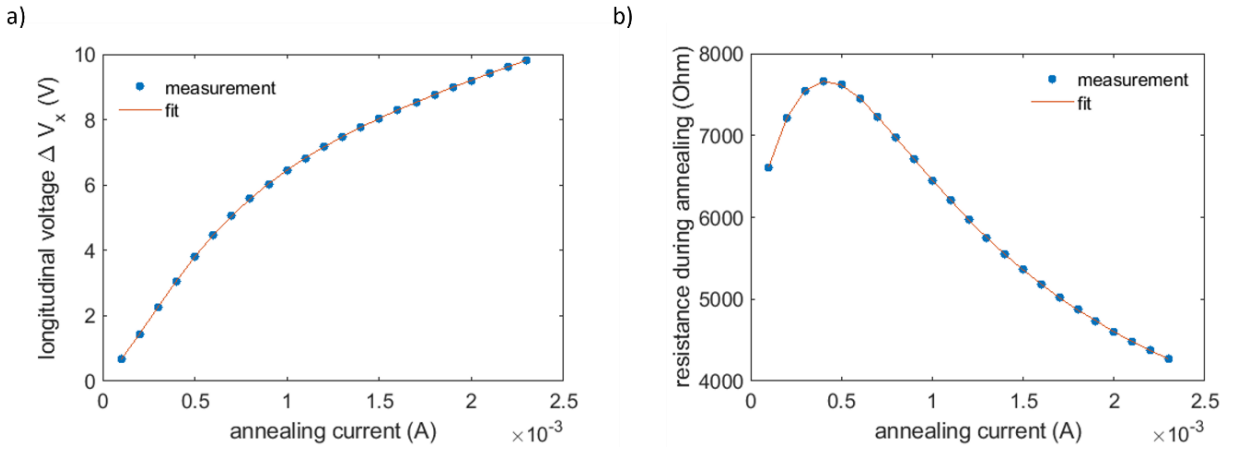 a)
10
8
6
4
2
0
longitudinal voltage Δ Vx (V)
measurement
fit
0
0.5
1
1.5
2
2.5
annealing current (A)
×10-3
b)
8000
7000
6000
5000
4000
resistance during annealing (Ohm)
measurement
fit
0
0.5
1
1.5
2
2.5
annealing current (A)
×10-3